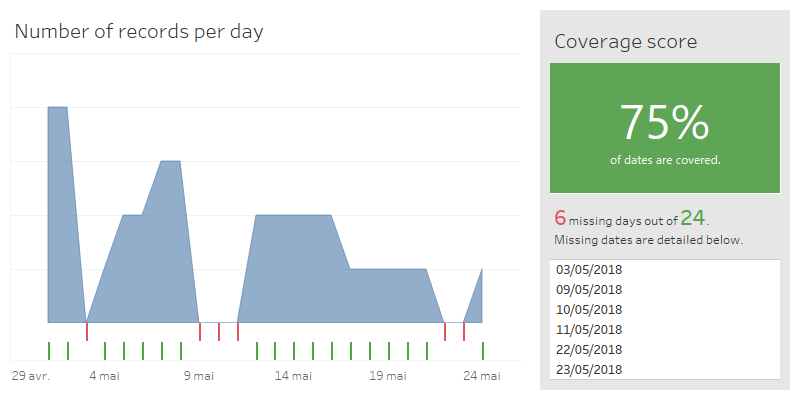 Number of records per day
29 avr.
4 mai
9 mai
14 mai
19 mai
24 mai
Coverage score
75%
of dates are covered.
6 missing days out of 24.
Missing dates are detailed below.
03/05/2018
09/05/2018
10/05/2018
11/05/2018
22/05/2018
23/05/2018